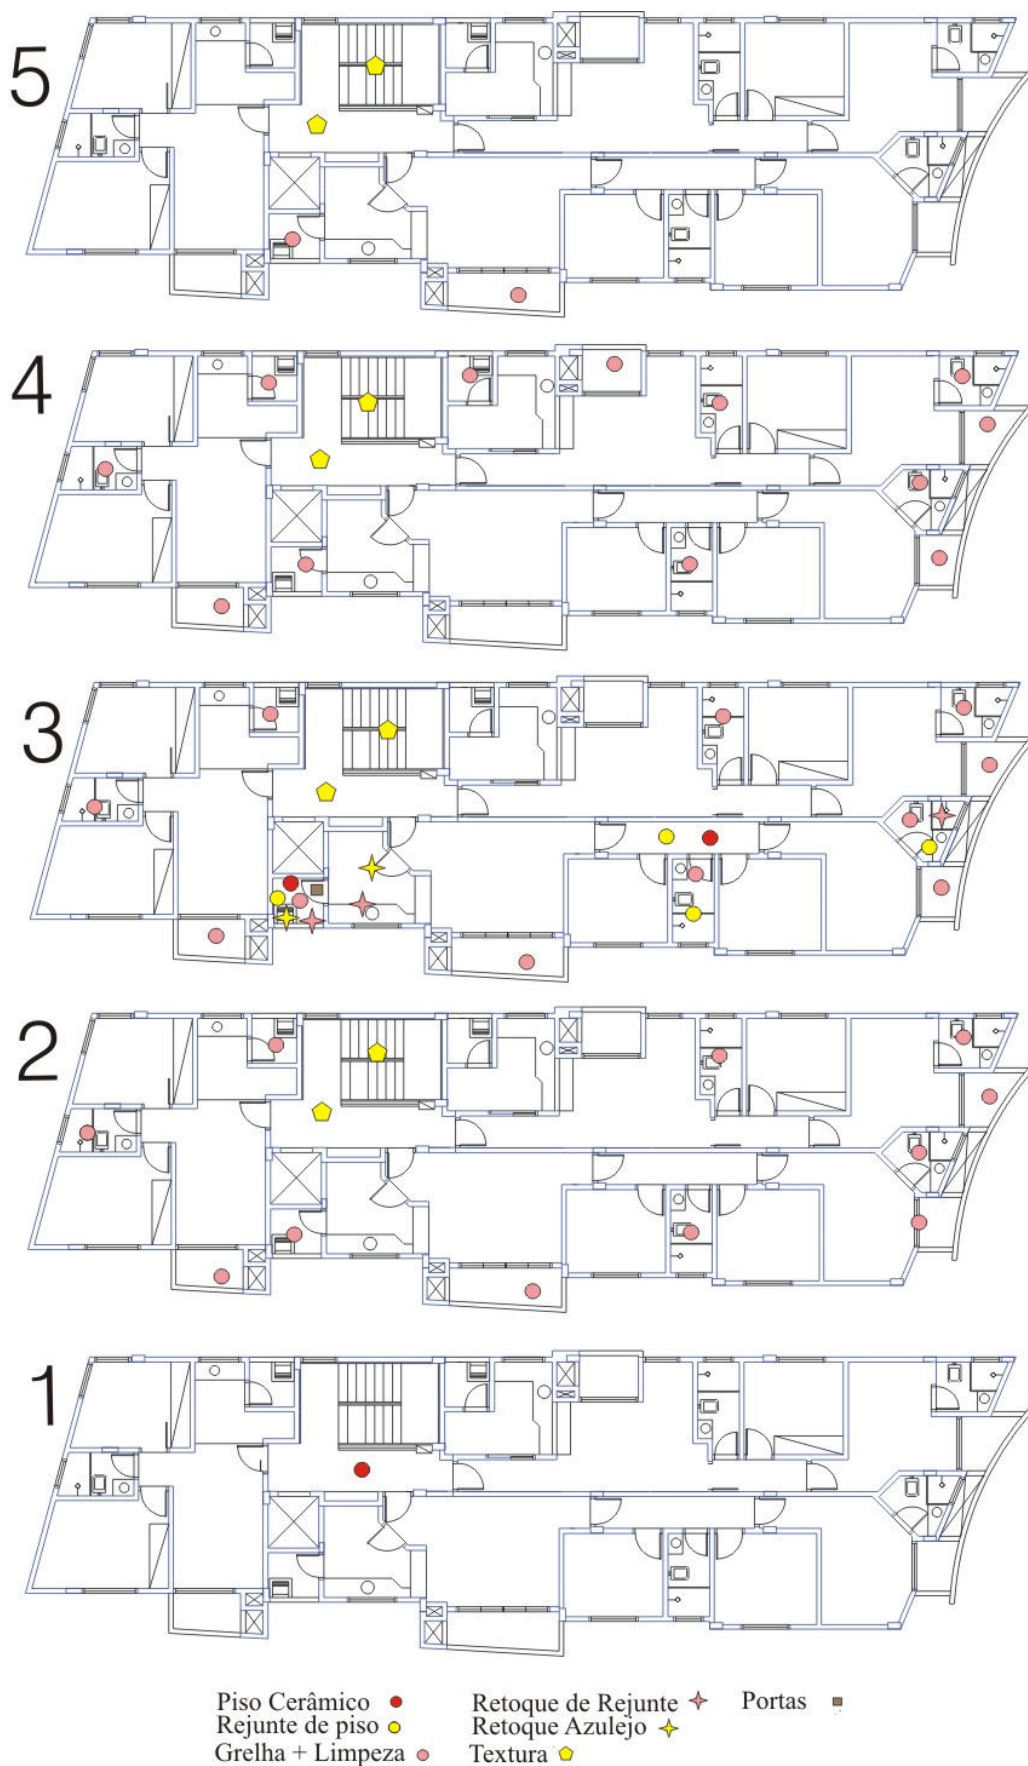 5
4
3
2
1
Piso Cerâmico Retoque de Rejunte Portas
Rejunte de piso Retoque Azulejo
Grelha + Limpeza Textura